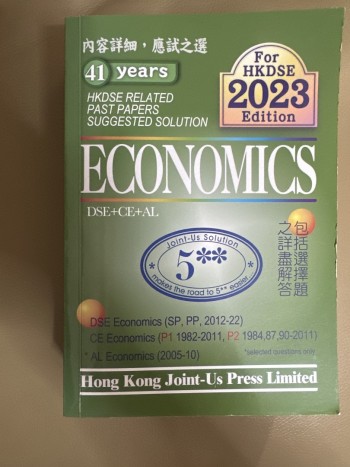 內容詳細，應試之選
41 years
HKDSE RELATED
PAST PAPERS
SUGGESTED SOLUTION
For
HKDSE
2023
Edition
ECONOMICS
DSE+CE+AL
包括選擇題
之詳盡解答
Joint-Us Solution
5**
makes the road to 5** easier
DSE Economics (SP, PP, 2012-22)
CE Economics (P1 1982-2011, P2 1984,87,90-2011)
* AL Economics (2005-10)
*selected questions only
Hong Kong Joint-Us Press Limited